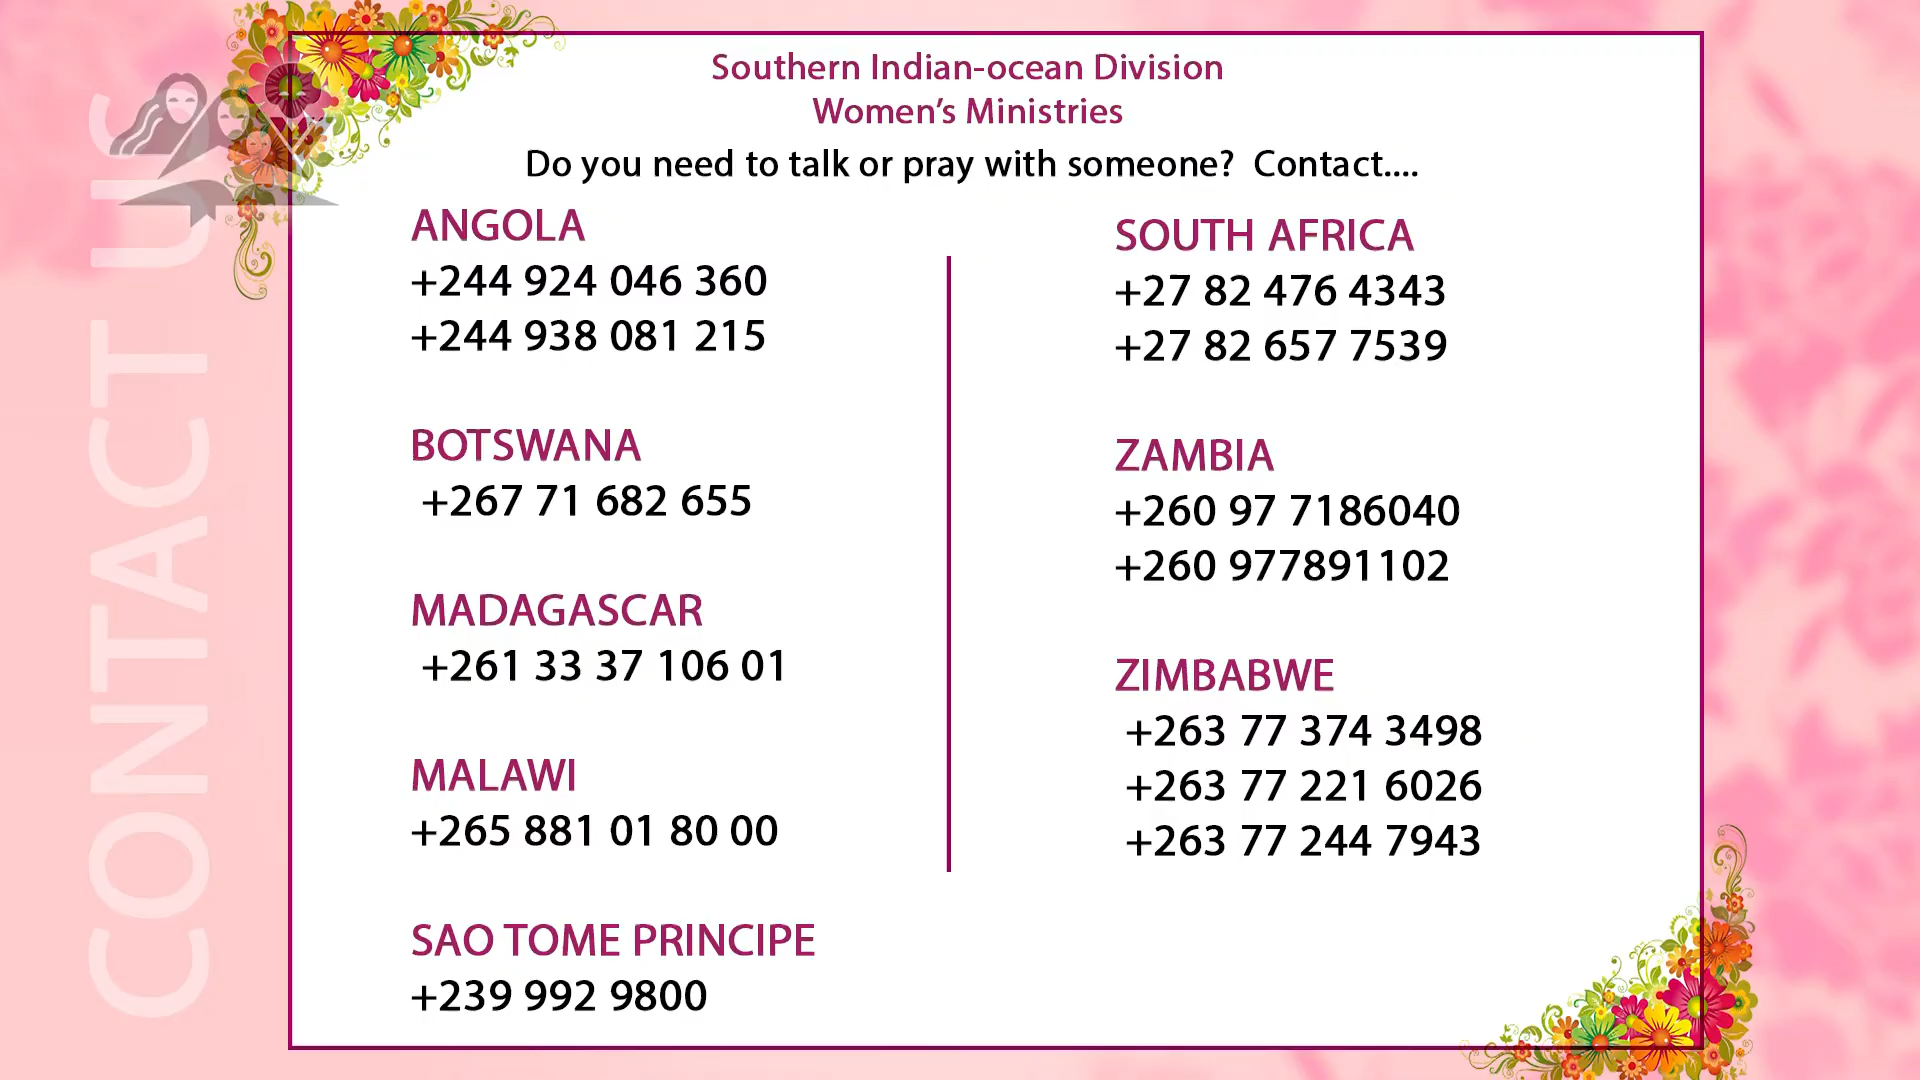 CONTACT US
Southern Indian-ocean Division
Women’s Ministries
Do you need to talk or pray with someone?  Contact....
ANGOLA
+244 924 046 360
+244 938 081 215
BOTSWANA
+267 71 682 655
MADAGASCAR
+261 33 37 106 01
MALAWI
+265 881 01 80 00
SAO TOME PRINCIPE
+239 992 9800
SOUTH AFRICA
+27 82 476 4343
+27 82 657 7539
ZAMBIA
+260 97 7186040
+260 977891102
ZIMBABWE
+263 77 374 3498
+263 77 221 6026
+263 77 244 7943